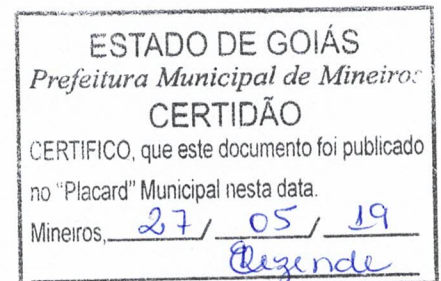 ESTADO DE GOIÁS
Prefeitura Municipal de Mineiros
CERTIDÃO
CERTIFICO, que este documento foi publicado
no "Placard" Municipal nesta data.
Mineiros, 27 / 05 / 19
Rezende